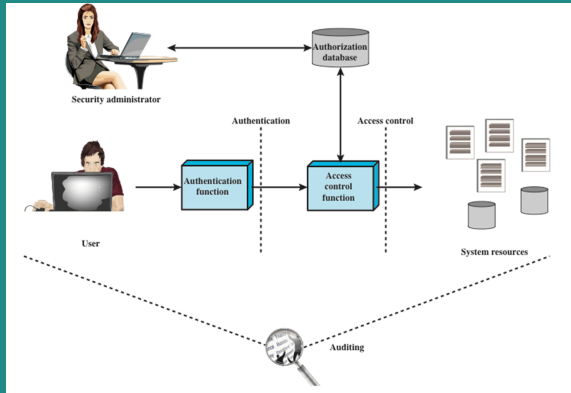 Authorization
database
Security administrator
Authentication
Access control
Authentication
function
Access
control
function
User
System resources
Auditing